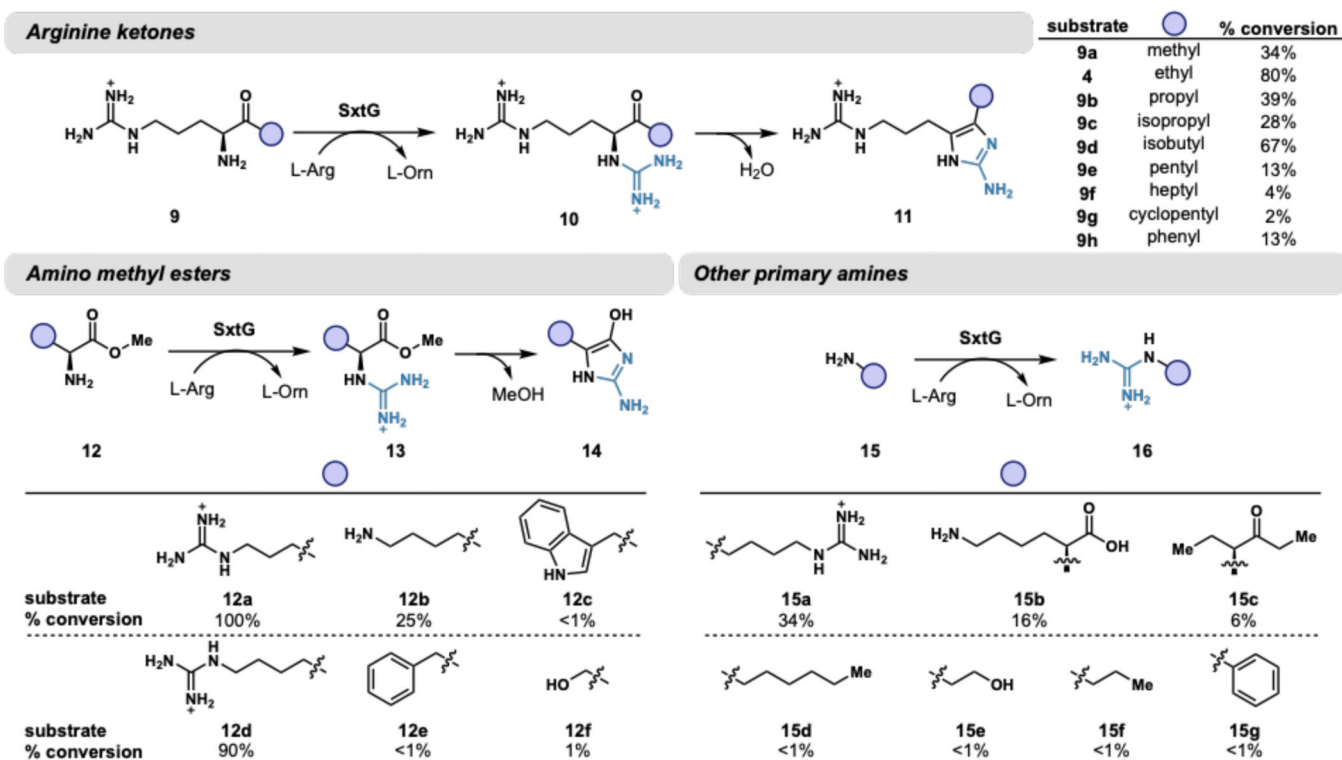 Arginine ketones
substrate % conversion
9a methyl 34%
4 ethyl 80%
9b propyl 39%
9c isopropyl 28%
9d isobutyl 67%
9e pentyl 13%
9f heptyl 4%
9g cyclopentyl 2%
9h phenyl 13%
+
NH2 O
H2N N H NH2
SxtG
L-Arg L-Orn
+
NH2 O
H2N N H HN NH2
NH2
+
H2O
+
NH2
H2N N H HN N
NH2
9 10 11
Amino methyl esters
O
O Me
NH2
SxtG
L-Arg L-Orn
O
O Me
HN NH2
NH2
+
MeOH
OH
N
HN
NH2
12 13 14
+
NH2
H2N N H
H2N
HN
substrate 12a 12b 12c
% conversion 100% 25% <1%
H
H2N N
NH2
+
HO
substrate 12d 12e 12f
% conversion 90% <1% 1%
Other primary amines
H2N
SxtG
L-Arg L-Orn
H
H2N N
NH2
+
15 16
+
NH2
N NH2
H
H2N O
OH
O
Me Me
15a 15b 15c
34% 16% 6%
Me OH Me
15d 15e 15f 15g
<1% <1% <1% <1%